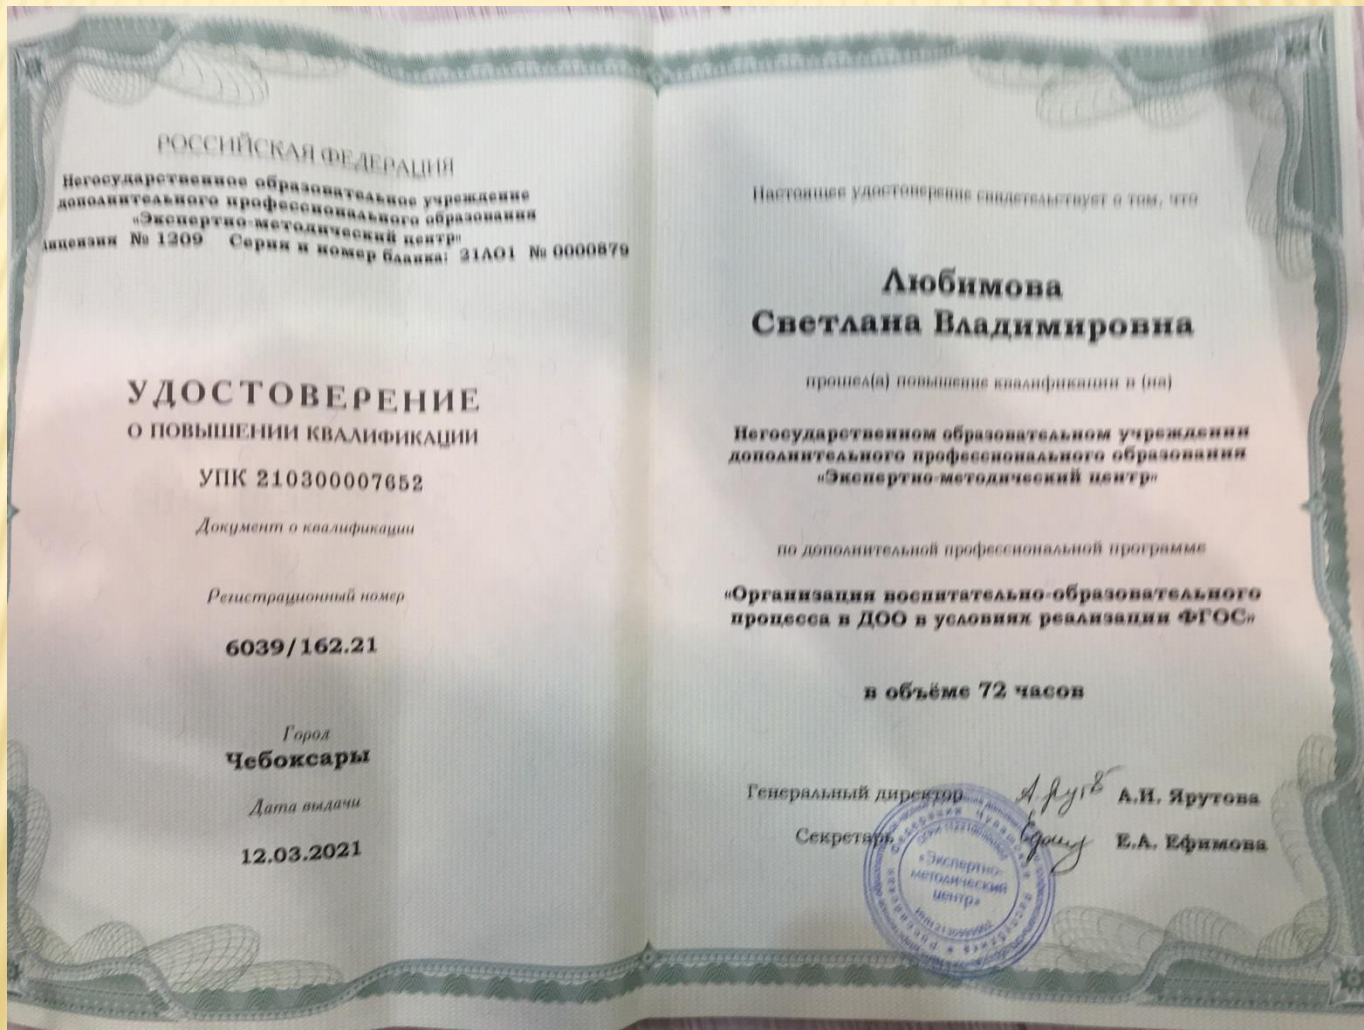 РОССИЙСКАЯ ФЕДЕРАЦИЯ
Негосударственное образовательное учреждение
дополнительного профессионального образования
«Экспертно-методический центр»
Лицензия № 1209 Серия и номер бланка: 21Л01 № 0000879
УДОСТОВЕРЕНИЕ
О ПОВЫШЕНИИ КВАЛИФИКАЦИИ
УПК 210300007652
Документ о квалификации
Регистрационный номер
6039/162.21
Город
Чебоксары
Дата выдачи
12.03.2021
Настоящее удостоверение свидетельствует о том, что
Любимова
Светлана Владимировна
прошел(а) повышение квалификации в (на)
Негосударственном образовательном учреждении
дополнительного профессионального образования
«Экспертно-методический центр»
по дополнительной профессиональной программе
«Организация воспитательно-образовательного
процесса в ДОО в условиях реализации ФГОС»
в объёме 72 часов
Генеральный директор А.Н. Ярутова
Секретарь Е.А. Ефимова
«Экспертно-
методический
центр»